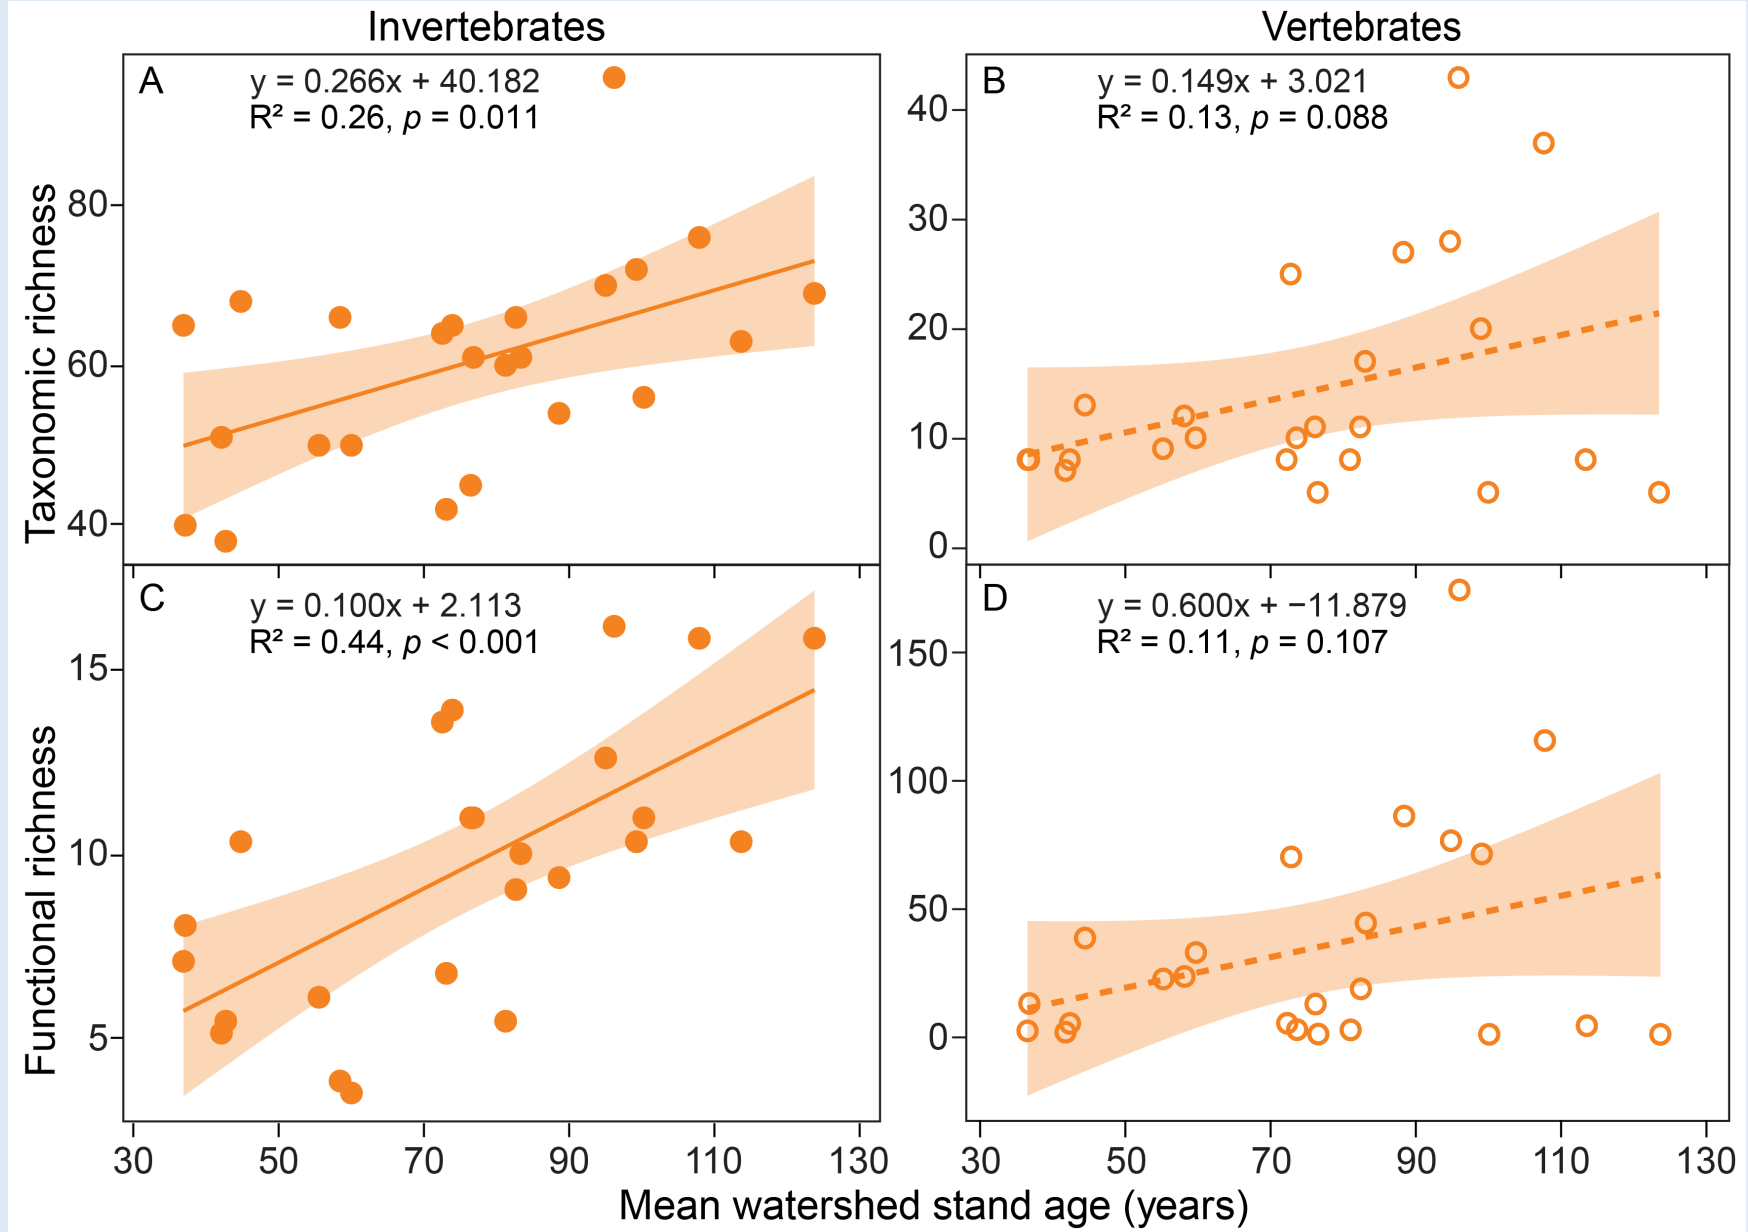 Invertebrates
Vertebrates
A
y = 0.266x + 40.182
R² = 0.26, p = 0.011
B
y = 0.149x + 3.021
R² = 0.13, p = 0.088
Taxonomic richness
80
60
40
40
30
20
10
0
C
y = 0.100x + 2.113
R² = 0.44, p < 0.001
D
y = 0.600x + −11.879
R² = 0.11, p = 0.107
Functional richness
15
10
5
150
100
50
0
30 50 70 90 110 130
30 50 70 90 110 130
Mean watershed stand age (years)